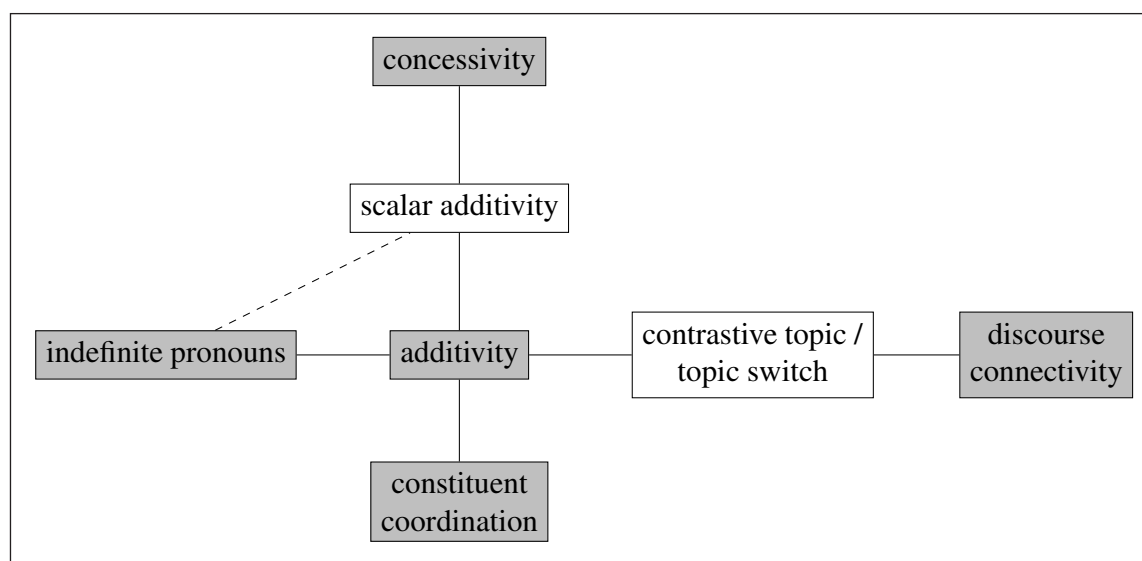 concessivity
scalar additivity
indefinite pronouns
additivity
contrastive topic /
topic switch
discourse
connectivity
constituent
coordination